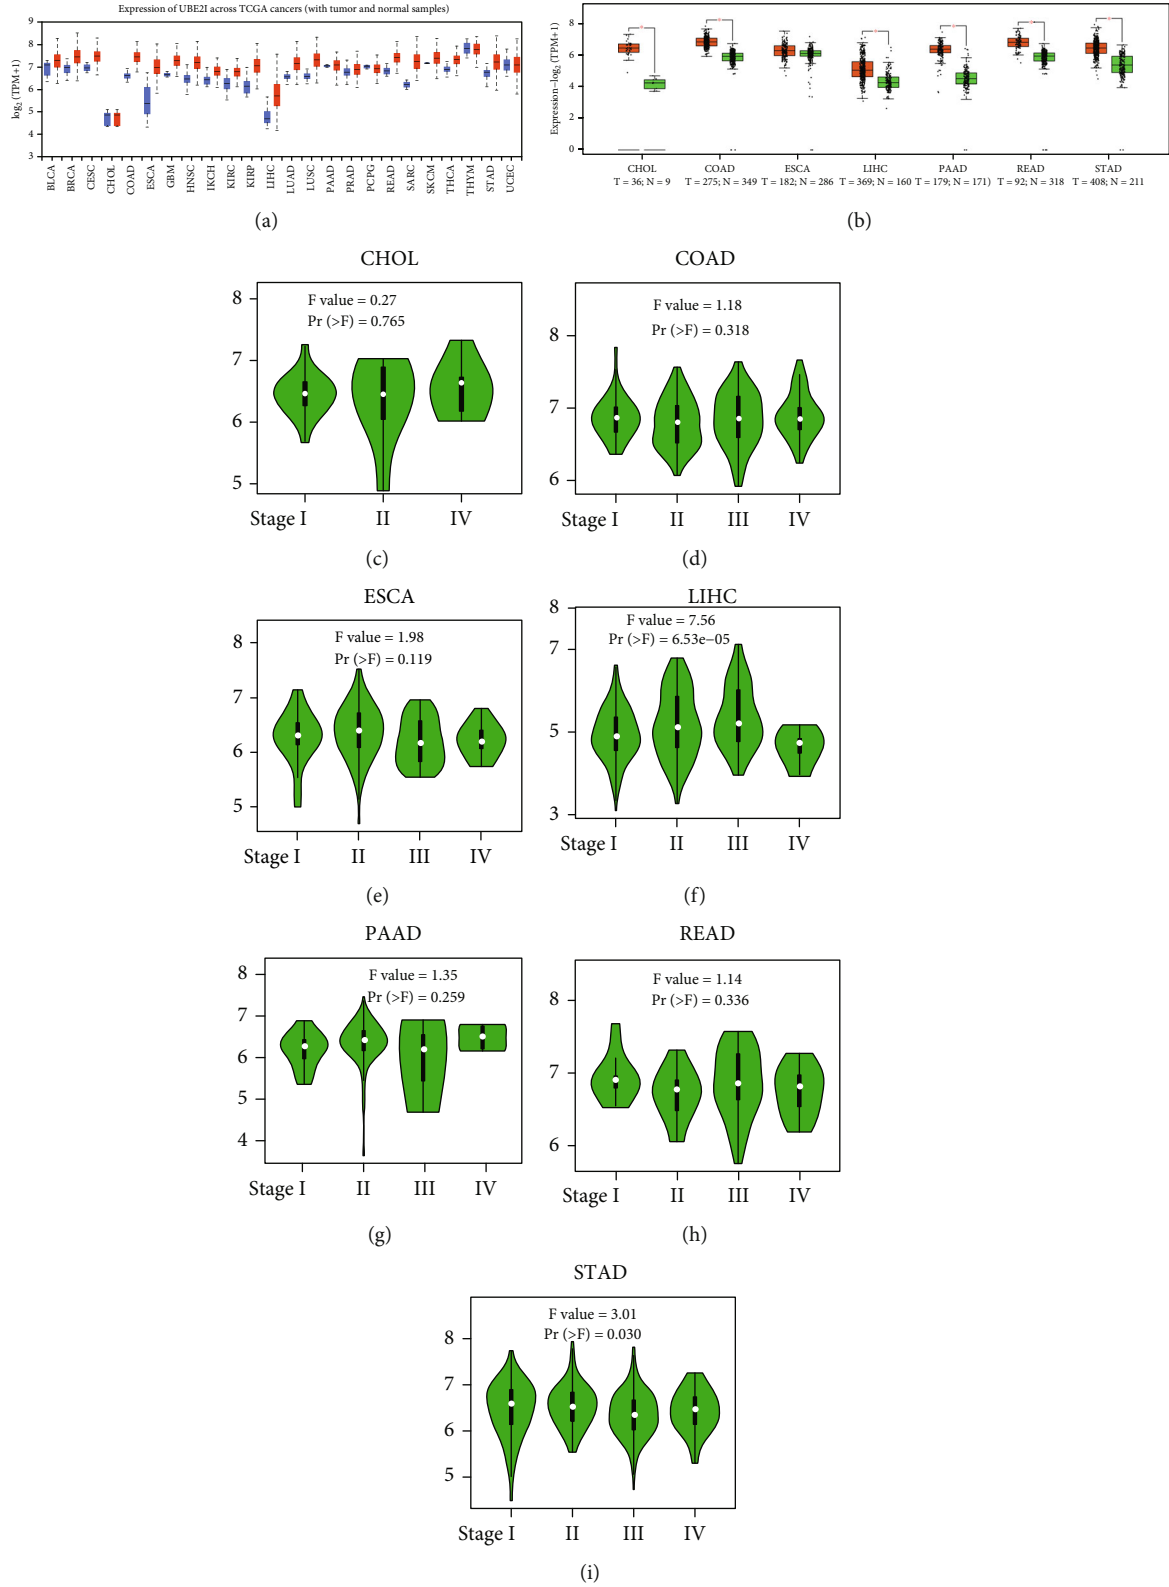 Expression of UBE2I across TCGA cancers (with tumor and normal samples)
log2 (TPM+1)
9
8
7
6
5
4
3
BLCA
BRCA
CESC
CHOL
COAD
ESCA
GBM
HNSC
IKCH
KIRC
KIRP
LIHC
LUAD
LUSC
PAAD
PRAD
PCPG
READ
SARC
SKCM
THCA
THYM
STAD
UCEC
(a)
Expression−log2 (TPM+1)
8
6
4
2
0
CHOL COAD ESCA LIHC PAAD READ STAD
T = 36; N = 9 T = 275; N = 349 T = 182; N = 286 T = 369; N = 160 T = 179; N = 171) T = 92; N = 318 T = 408; N = 211
(b)
CHOL
F value = 0.27
Pr (>F) = 0.765
8
7
6
5
Stage I II IV
(c)
COAD
F value = 1.18
Pr (>F) = 0.318
8
7
6
Stage I II III IV
(d)
ESCA
F value = 1.98
Pr (>F) = 0.119
8
7
6
5
Stage I II III IV
(e)
LIHC
F value = 7.56
Pr (>F) = 6.53e−05
8
7
5
3
Stage I II III IV
(f)
PAAD
F value = 1.35
Pr (>F) = 0.259
8
7
6
5
4
Stage I II III IV
(g)
READ
F value = 1.14
Pr (>F) = 0.336
8
7
6
Stage I II III IV
(h)
STAD
F value = 3.01
Pr (>F) = 0.030
8
7
6
5
Stage I II III IV
(i)